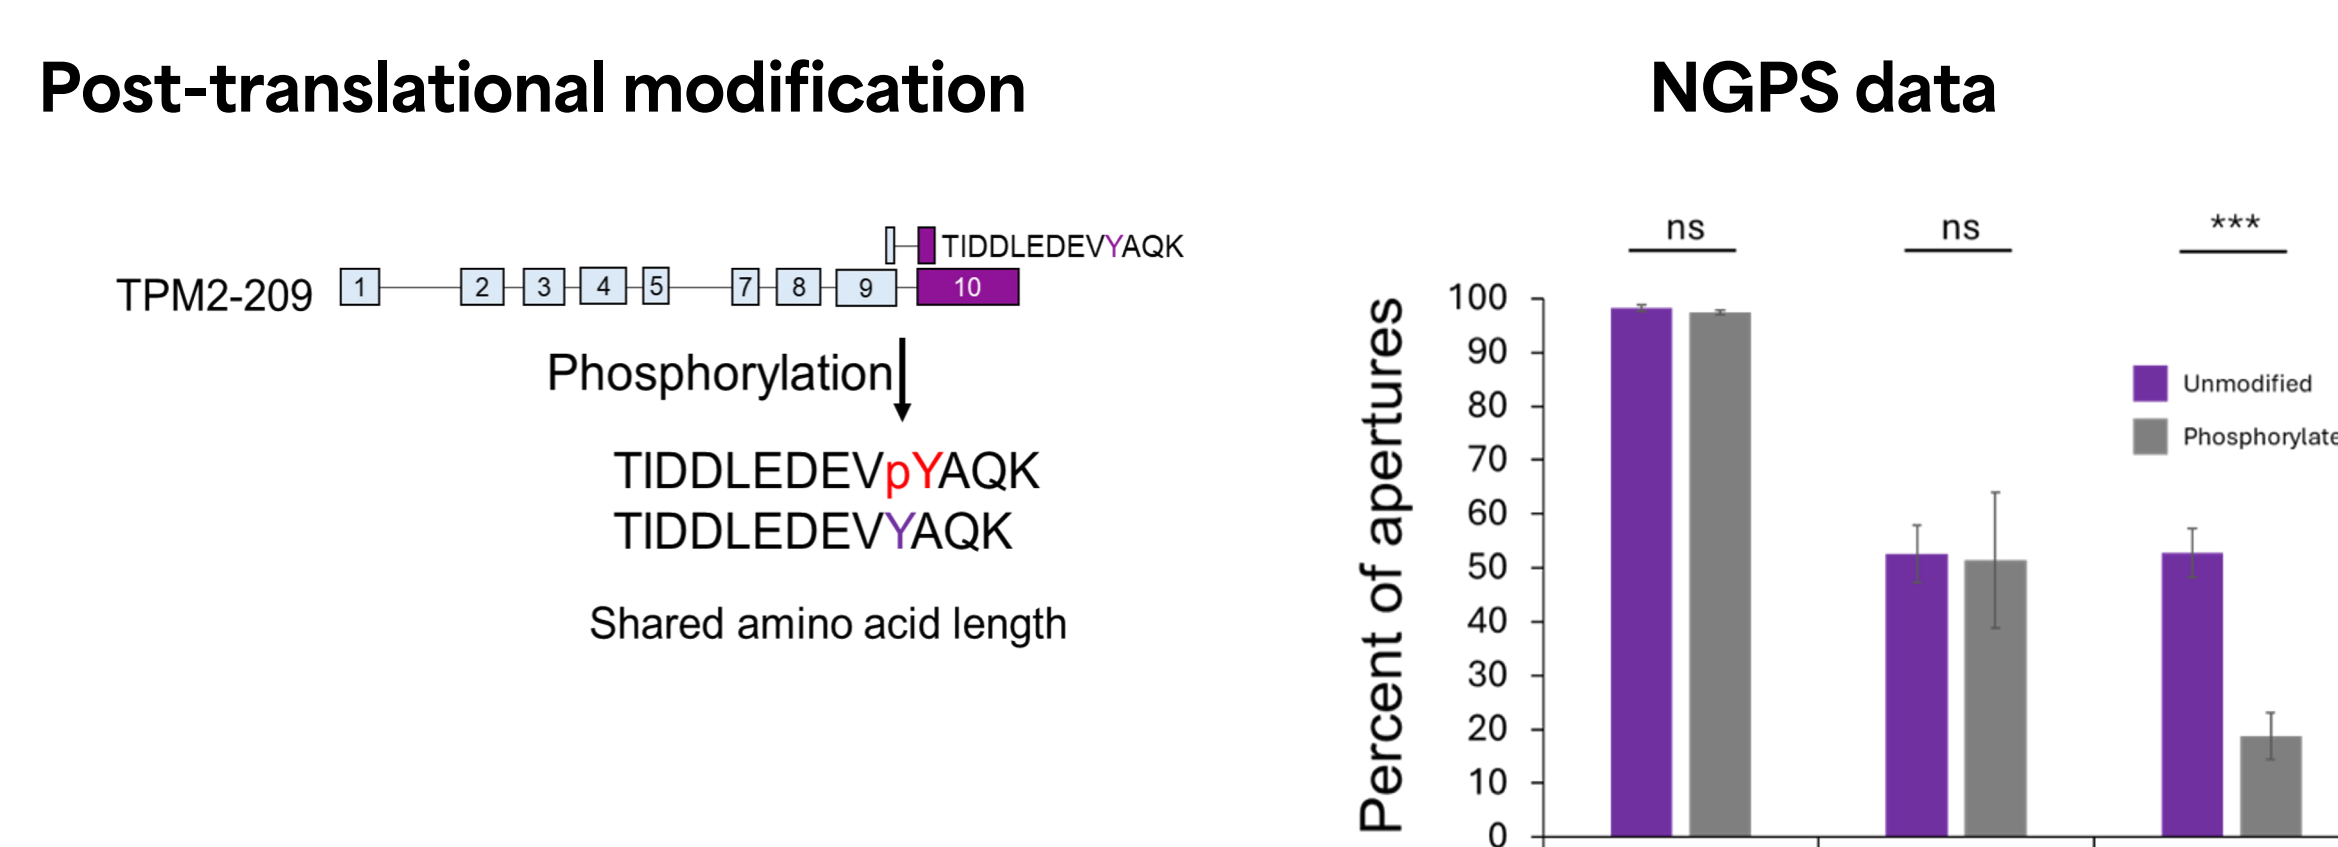 Post-translational modification
TIDDLEDEVYAQK
TPM2-209
1 2 3 4 5 7 8 9 10
Phosphorylation
TIDDLEDEVpYAQK
TIDDLEDEVYAQK
Shared amino acid length
NGPS data
ns ns ***
Percent of apertures
100
90
80
70
60
50
40
30
20
10
0
Unmodified
Phosphorylate